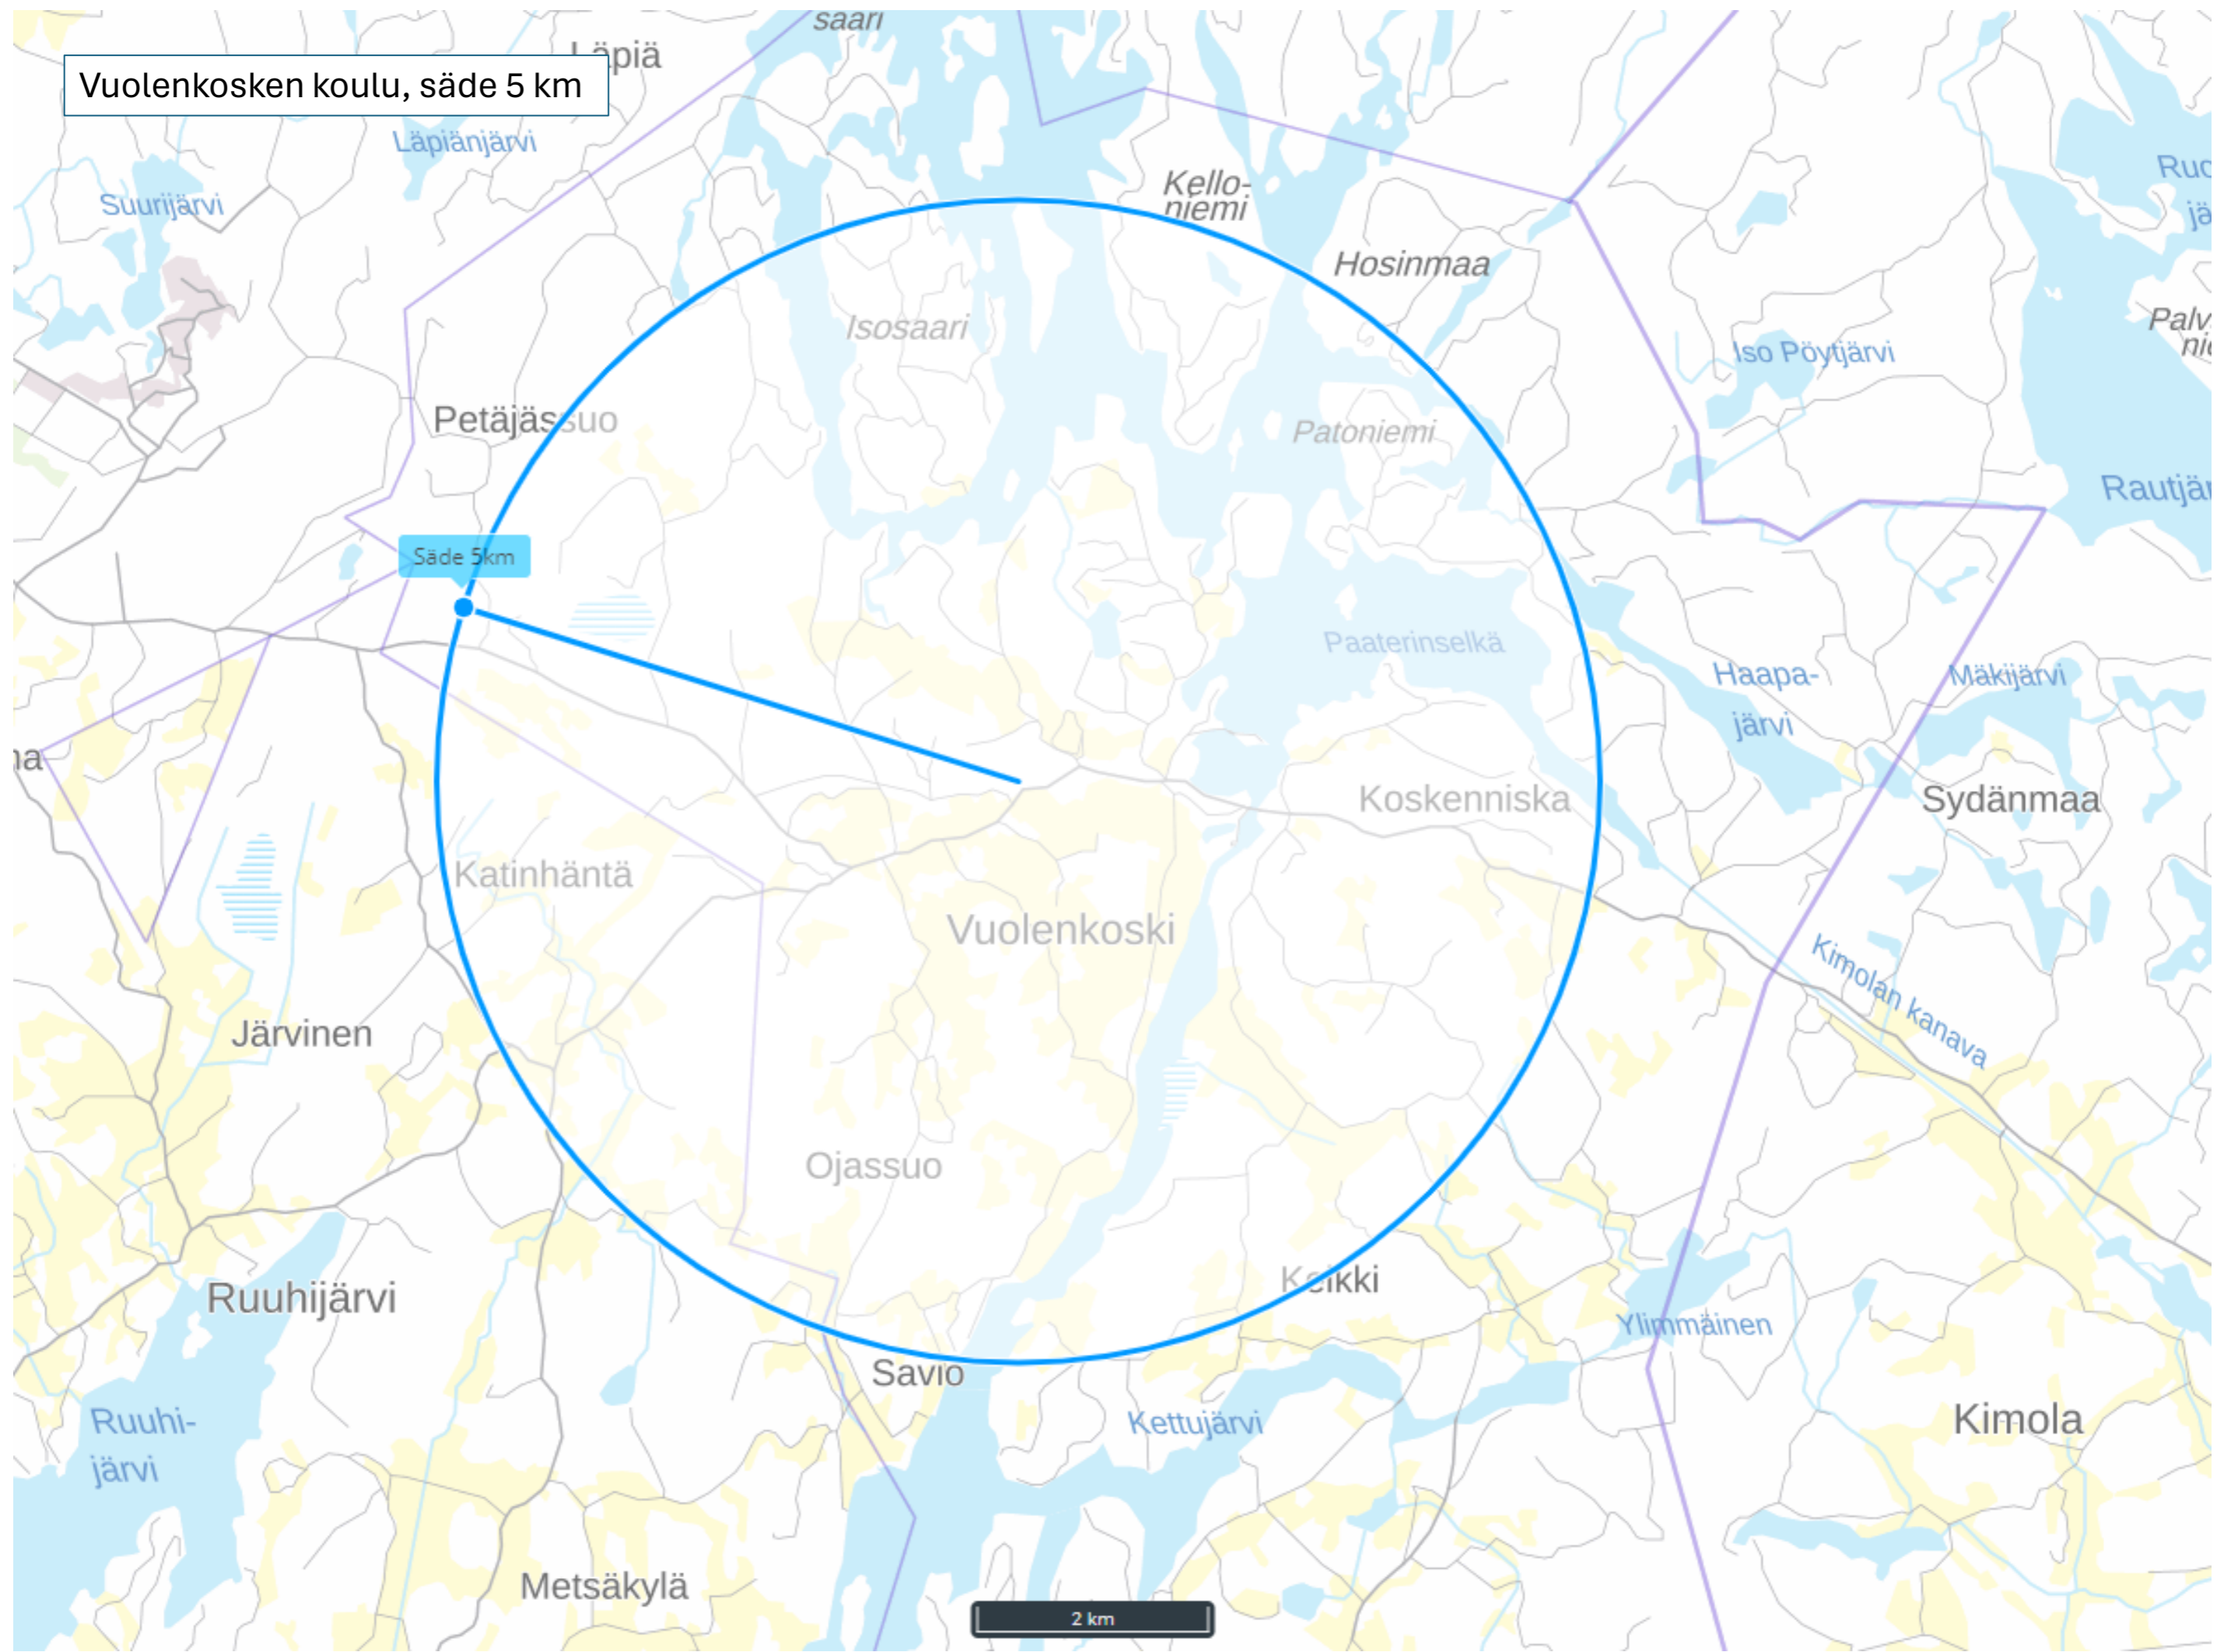 saari
Läpiä
Vuolenkosken koulu, säde 5 km
Läpiänjärvi
Suurijärvi
Kello-
niemi
Hosinmaa
Isosaari
Iso Pöytjärvi
Petäjässuo
Patoniemi
Säde 5km
Paaterinselkä
Haapa-
järvi
Mäkijärvi
Koskenniska
Sydänmaa
Katinhäntä
Vuolenkoski
Kimolan kanava
Järvinen
Ojassuo
Ruuhijärvi
Keikki
Ylimmäinen
Savio
Ruuhi-
järvi
Kettujärvi
Kimola
Metsäkylä
2 km